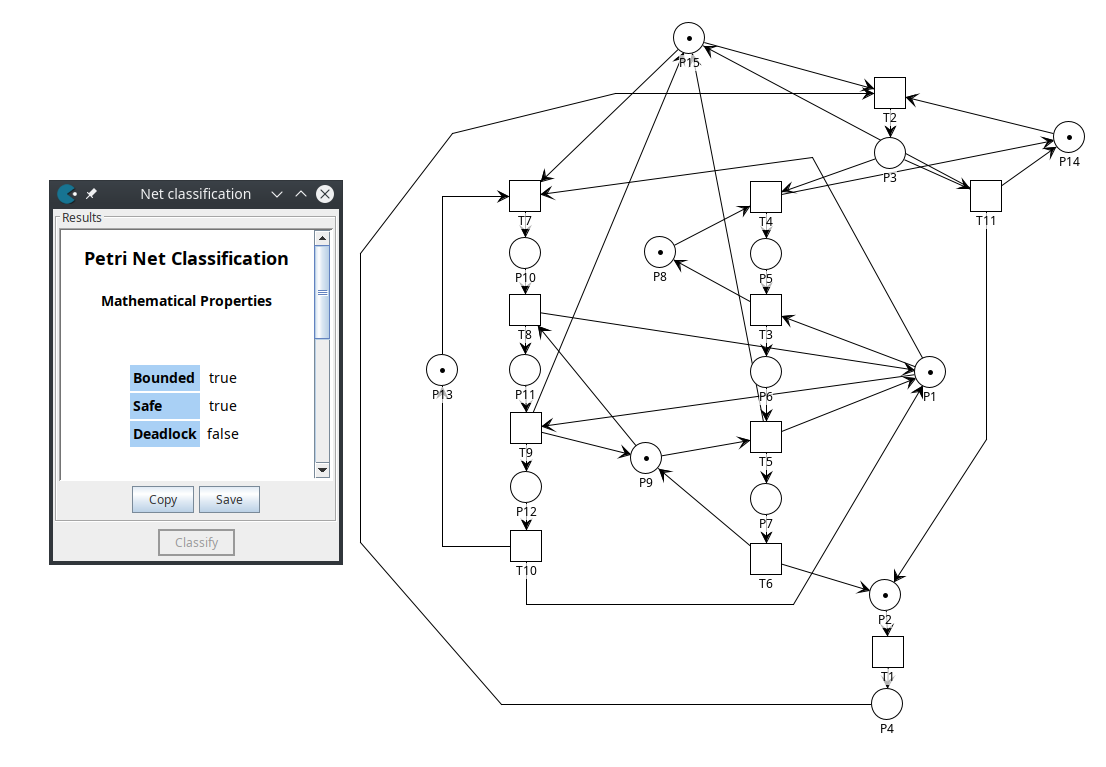 Net classification
Results
Petri Net Classification
Mathematical Properties
Bounded true
Safe true
Deadlock false
Copy Save
Classify
P15
T2
P14
P3
T7
T4
T11
P10
P8
P5
T8
T3
P13
P11
P6
P1
T9
T5
P9
P12
P7
T10
T6
P2
T1
P4